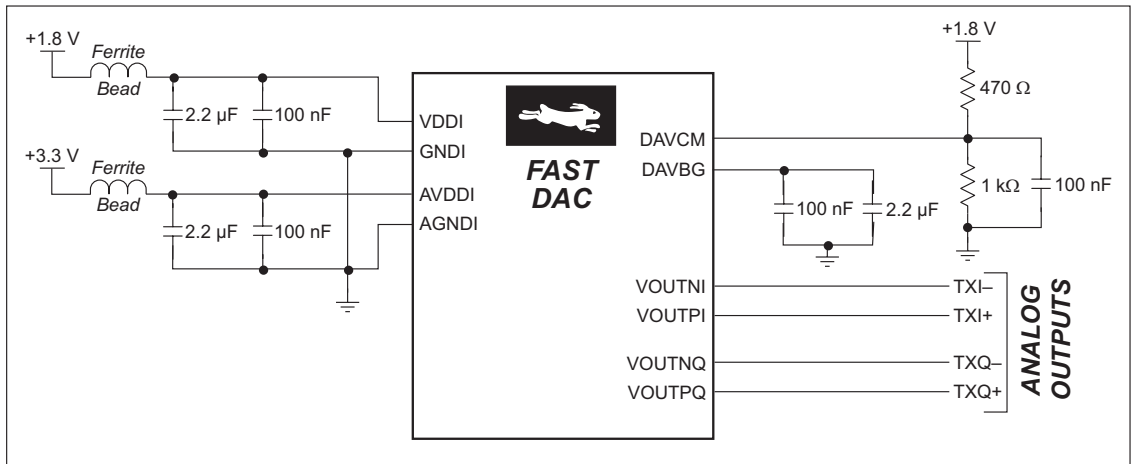 +1.8 V
Ferrite
Bead
2.2 µF
100 nF
+3.3 V
Ferrite
Bead
2.2 µF
100 nF
VDDI
GNDI
AVDDI
AGNDI
FAST
DAC
DAVCM
DAVBG
VOUTNI
VOUTPI
VOUTNQ
VOUTPQ
+1.8 V
470 Ω
1 kΩ
100 nF
100 nF
2.2 µF
TXI–
TXI+
TXQ–
TXQ+
ANALOG
OUTPUTS